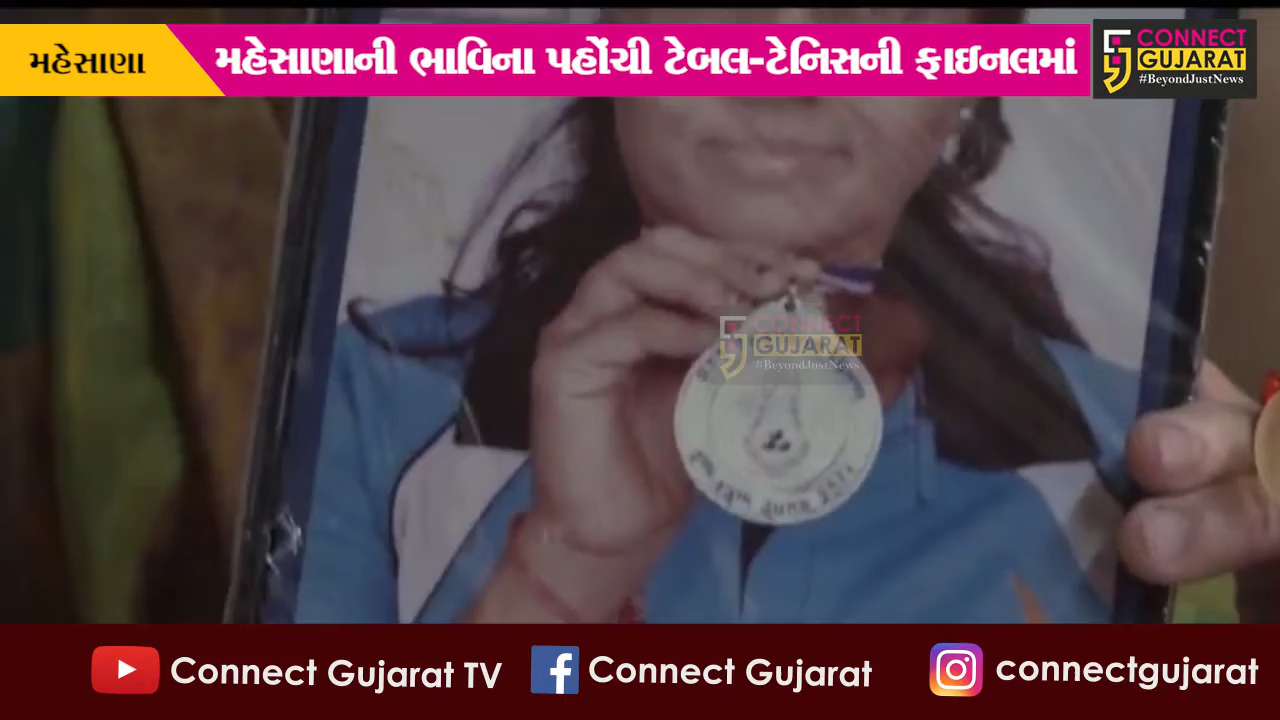 મહેસાણા
મહેસાણાની ભાવિના પહોંચી ટેબલ-ટેનિસની ફાઇનલમાં
CONNECT
GUJARAT
#BeyondJustNews
CONNECT
GUJARAT
#BeyondJustNews
Connect Gujarat TV
Connect Gujarat
connectgujarat